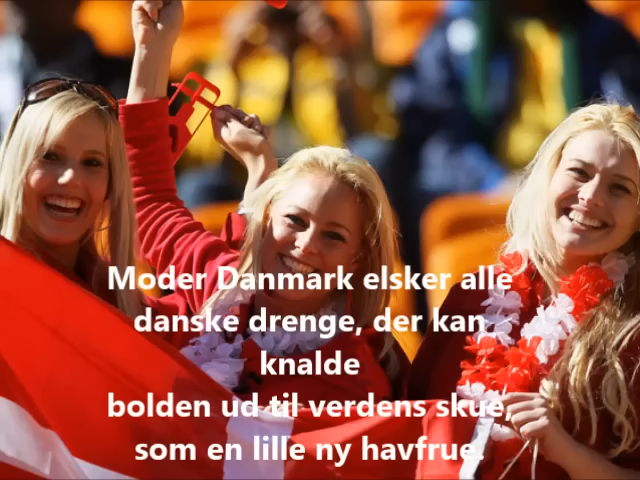 Moder Danmark elsker alle
danske drenge, der kan
knalde
bolden ud til verdens skue,
som en lille ny havfrue.